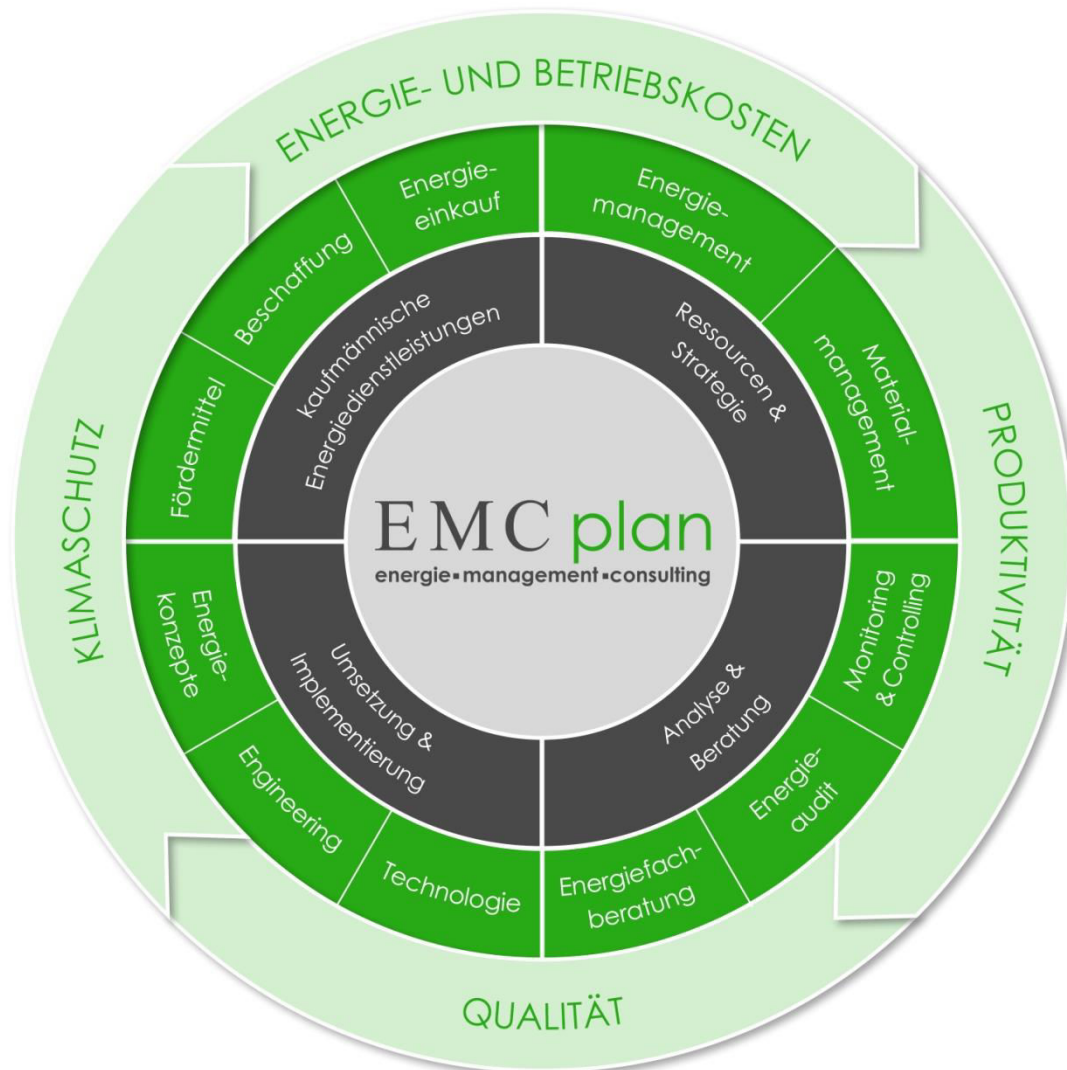 ENERGIE- UND BETRIEBSKOSTEN
PRODUKTIVITÄT
QUALITÄT
KLIMASCHUTZ
Energie-
management
Material-
management
Monitoring
& Controlling
Energie-
audit
Energiefach-
beratung
Technologie
Engineering
Energie-
konzepte
Fördermittel
Beschaffung
Energie-
einkauf
Ressourcen &
Strategie
Analyse &
Beratung
Umsetzung &
Implementierung
kaufmännische
Energiedienstleistungen
EMC plan
energie▪management▪consulting